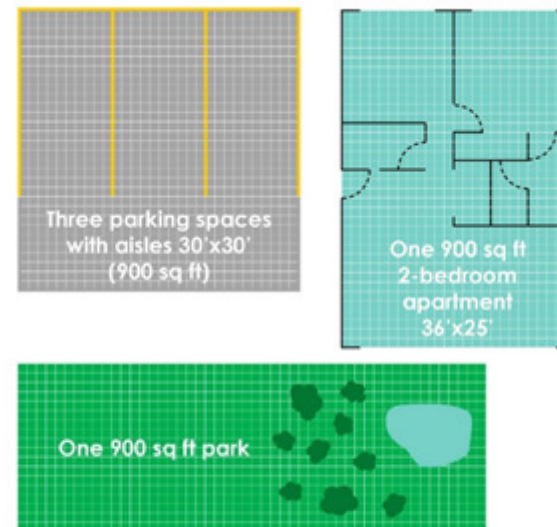 Three parking spaces
with aisles 30'x30'
(900 sq ft)
One 900 sq ft
2-bedroom
apartment
36'x25'
One 900 sq ft park